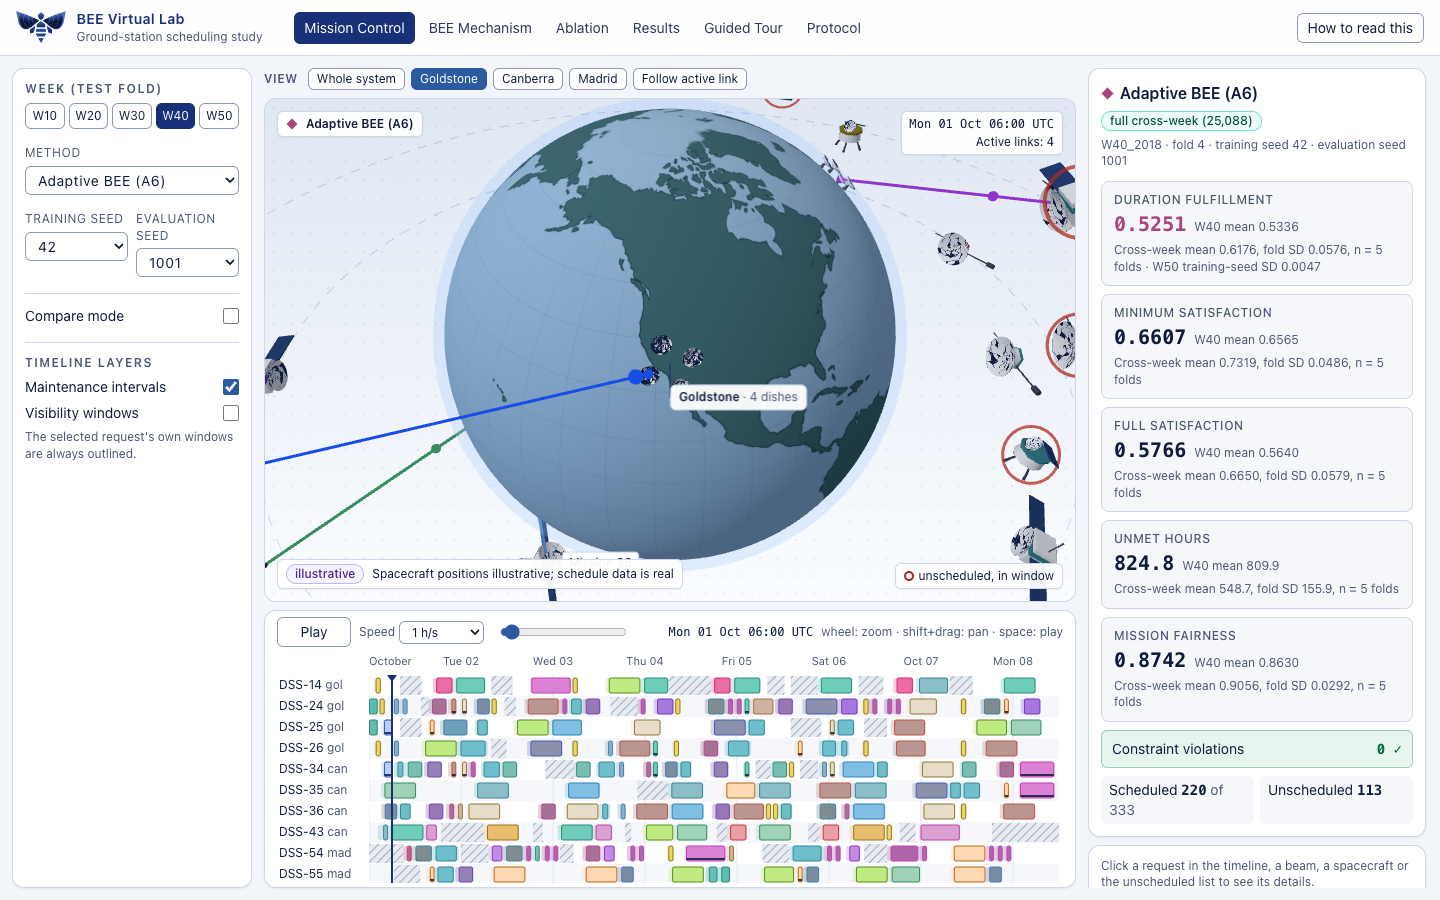 BEE Virtual Lab
Ground-station scheduling study
Mission Control
BEE Mechanism
Ablation
Results
Guided Tour
Protocol
How to read this
WEEK (TEST FOLD)
W10
W20
W30
W40
W50
METHOD
Adaptive BEE (A6)
TRAINING SEED
42
EVALUATION
SEED
1001
Compare mode
TIMELINE LAYERS
Maintenance intervals
Visibility windows
The selected request's own windows
are always outlined.
VIEW
Whole system
Goldstone
Canberra
Madrid
Follow active link
Adaptive BEE (A6)
Mon 01 Oct 06:00 UTC
Active links: 4
Goldstone · 4 dishes
illustrative Spacecraft positions illustrative; schedule data is real
unscheduled, in window
Play
Speed
1 h/s
Mon 01 Oct 06:00 UTC
wheel: zoom · shift+drag: pan · space: play
October
Tue 02
Wed 03
Thu 04
Fri 05
Sat 06
Oct 07
Mon 08
DSS-14 gol
DSS-24 gol
DSS-25 gol
DSS-26 gol
DSS-34 can
DSS-35 can
DSS-36 can
DSS-43 can
DSS-54 mad
DSS-55 mad
Adaptive BEE (A6)
full cross-week (25,088)
W40_2018 · fold 4 · training seed 42 · evaluation seed
1001
DURATION FULFILLMENT
0.5251 W40 mean 0.5336
Cross-week mean 0.6176, fold SD 0.0576, n = 5
folds · W50 training-seed SD 0.0047
MINIMUM SATISFACTION
0.6607 W40 mean 0.6565
Cross-week mean 0.7319, fold SD 0.0486, n = 5
folds
FULL SATISFACTION
0.5766 W40 mean 0.5640
Cross-week mean 0.6650, fold SD 0.0579, n = 5
folds
UNMET HOURS
824.8 W40 mean 809.9
Cross-week mean 548.7, fold SD 155.9, n = 5 folds
MISSION FAIRNESS
0.8742 W40 mean 0.8630
Cross-week mean 0.9056, fold SD 0.0292, n = 5
folds
Constraint violations 0 ✓
Scheduled 220 of
333
Unscheduled 113
Click a request in the timeline, a beam, a spacecraft or
the unscheduled list to see its details.